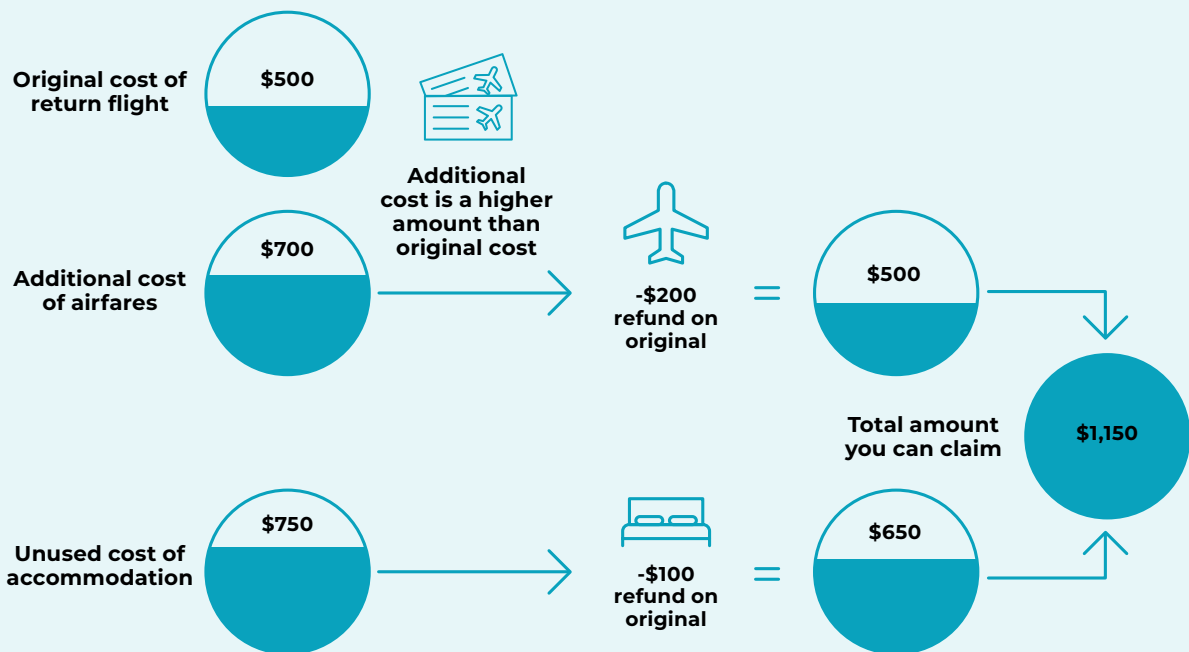 Original cost of
return flight
$500
Additional
cost is a higher
amount than
original cost
Additional cost
of airfares
$700
-$200
refund on
original
=
$500
Total amount
you can claim
$1,150
Unused cost of
accommodation
$750
-$100
refund on
original
=
$650